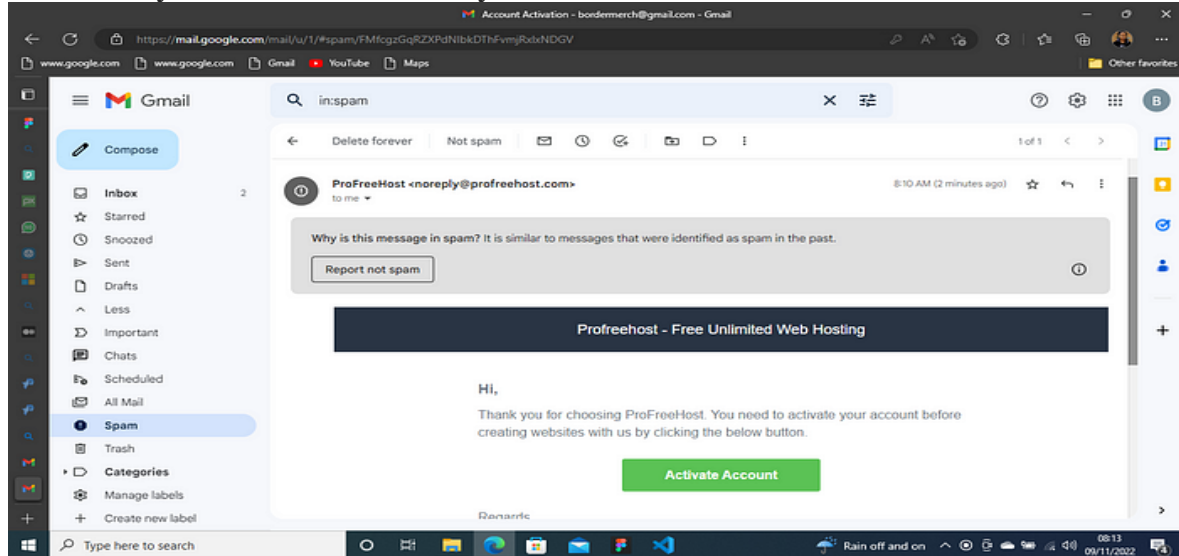 Account Activation - bordermerch@gmail.com - Gmail
https://mail.google.com/mail/u/1/#spam/FMfcgzGqRZXPdNlbkDThFvmjRxlxNDGV
www.google.com www.google.com Gmail YouTube Maps Other favorites
Gmail
in:spam
B
Compose
Delete forever Not spam 1 of 1
Inbox 2
Starred
Snoozed
Sent
Drafts
Less
Important
Chats
Scheduled
All Mail
Spam
Trash
Categories
Manage labels
Create new label
ProFreeHost <noreply@profreehost.com> 8:10 AM (2 minutes ago)
to me
Why is this message in spam? It is similar to messages that were identified as spam in the past.
Report not spam
Profreehost - Free Unlimited Web Hosting
Hi,
Thank you for choosing ProFreeHost. You need to activate your account before
creating websites with us by clicking the below button.
Activate Account
Regards
Type here to search
Rain off and on
08:13
09/11/2022